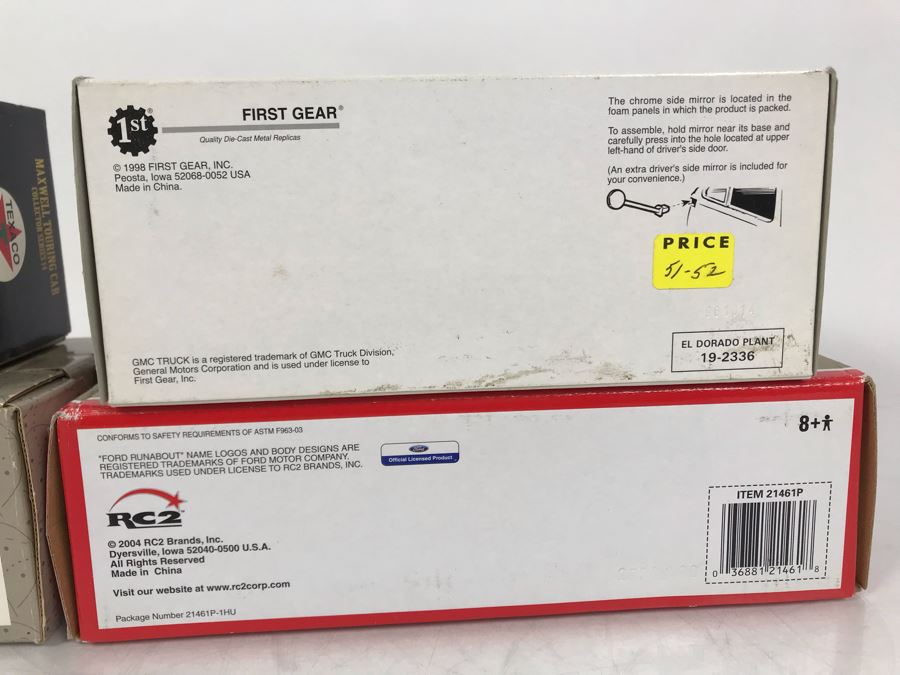 MAXWELL TOURING CAR
COLLECTOR SERIES
TEXACO
1st ®
FIRST GEAR®
Quality Die-Cast Metal Replicas
© 1998 FIRST GEAR, INC.
Peosta, Iowa 52068-0052 USA
Made in China.
The chrome side mirror is located in the
foam panels in which the product is packed.
To assemble, hold mirror near its base and
carefully press into the hole located at upper
left-hand of driver's side door.
(An extra driver's side mirror is included for
your convenience.)
PRICE
51-52
GMC TRUCK is a registered trademark of GMC Truck Division,
General Motors Corporation and is used under license to
First Gear, Inc.
EL DORADO PLANT
19-2336
CONFORMS TO SAFETY REQUIREMENTS OF ASTM F963-03
"FORD RUNABOUT" NAME LOGOS AND BODY DESIGNS ARE
REGISTERED TRADEMARKS OF FORD MOTOR COMPANY.
TRADEMARKS USED UNDER LICENSE TO RC2 BRANDS, INC.
Ford
Official Licensed Product
8+
RC2
© 2004 RC2 Brands, Inc.
Dyersville, Iowa 52040-0500 U.S.A.
All Rights Reserved
Made in China
Visit our website at www.rc2corp.com
Package Number 21461P-1HU
ITEM 21461P
0 36881 21461 8